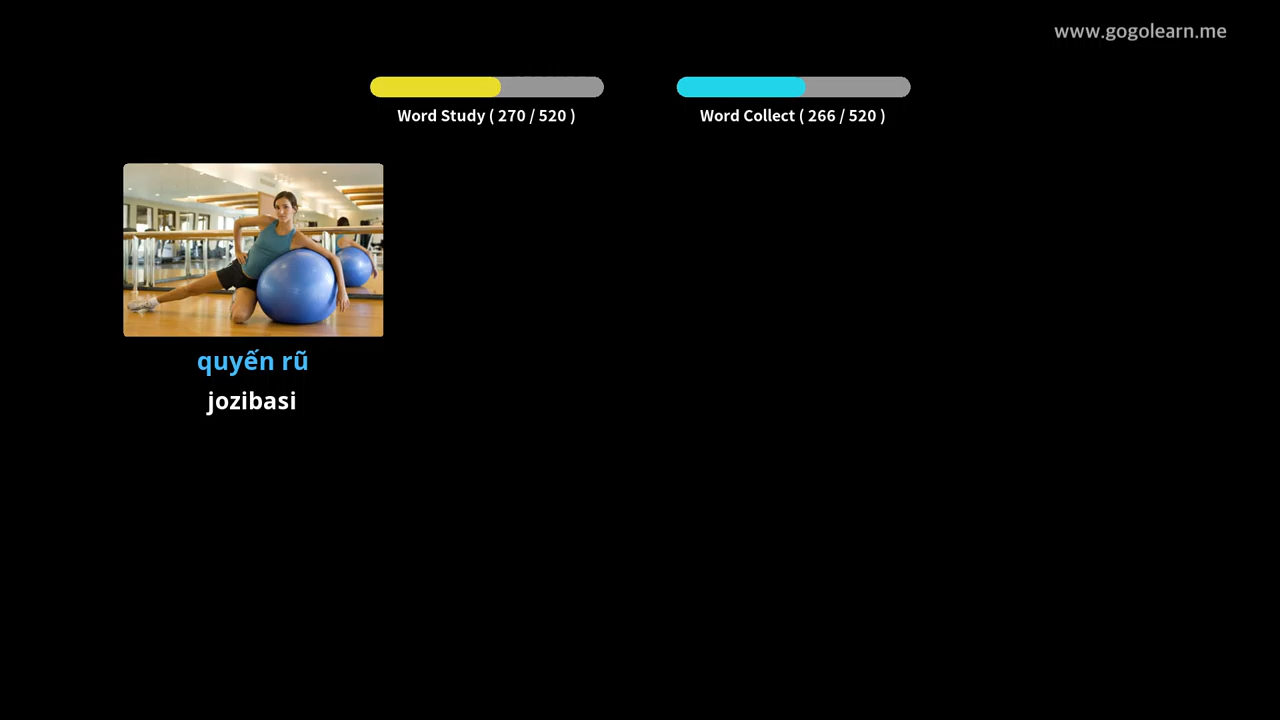 www.gogolearn.me
Word Study ( 270 / 520 )
Word Collect ( 266 / 520 )
quyến rũ
jozibasi